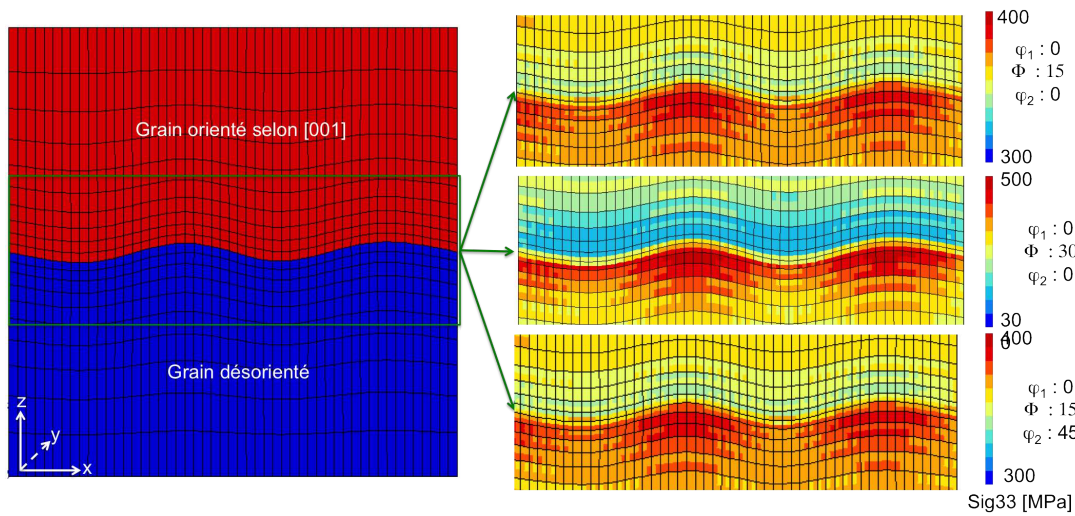 Grain orienté selon [001]
Grain désorienté
z
y
x
400
φ₁ : 0
Φ : 15
φ₂ : 0
300
500
φ₁ : 0
Φ : 30
φ₂ : 0
30
0
400
φ₁ : 0
Φ : 15
φ₂ : 45
300
Sig33 [MPa]